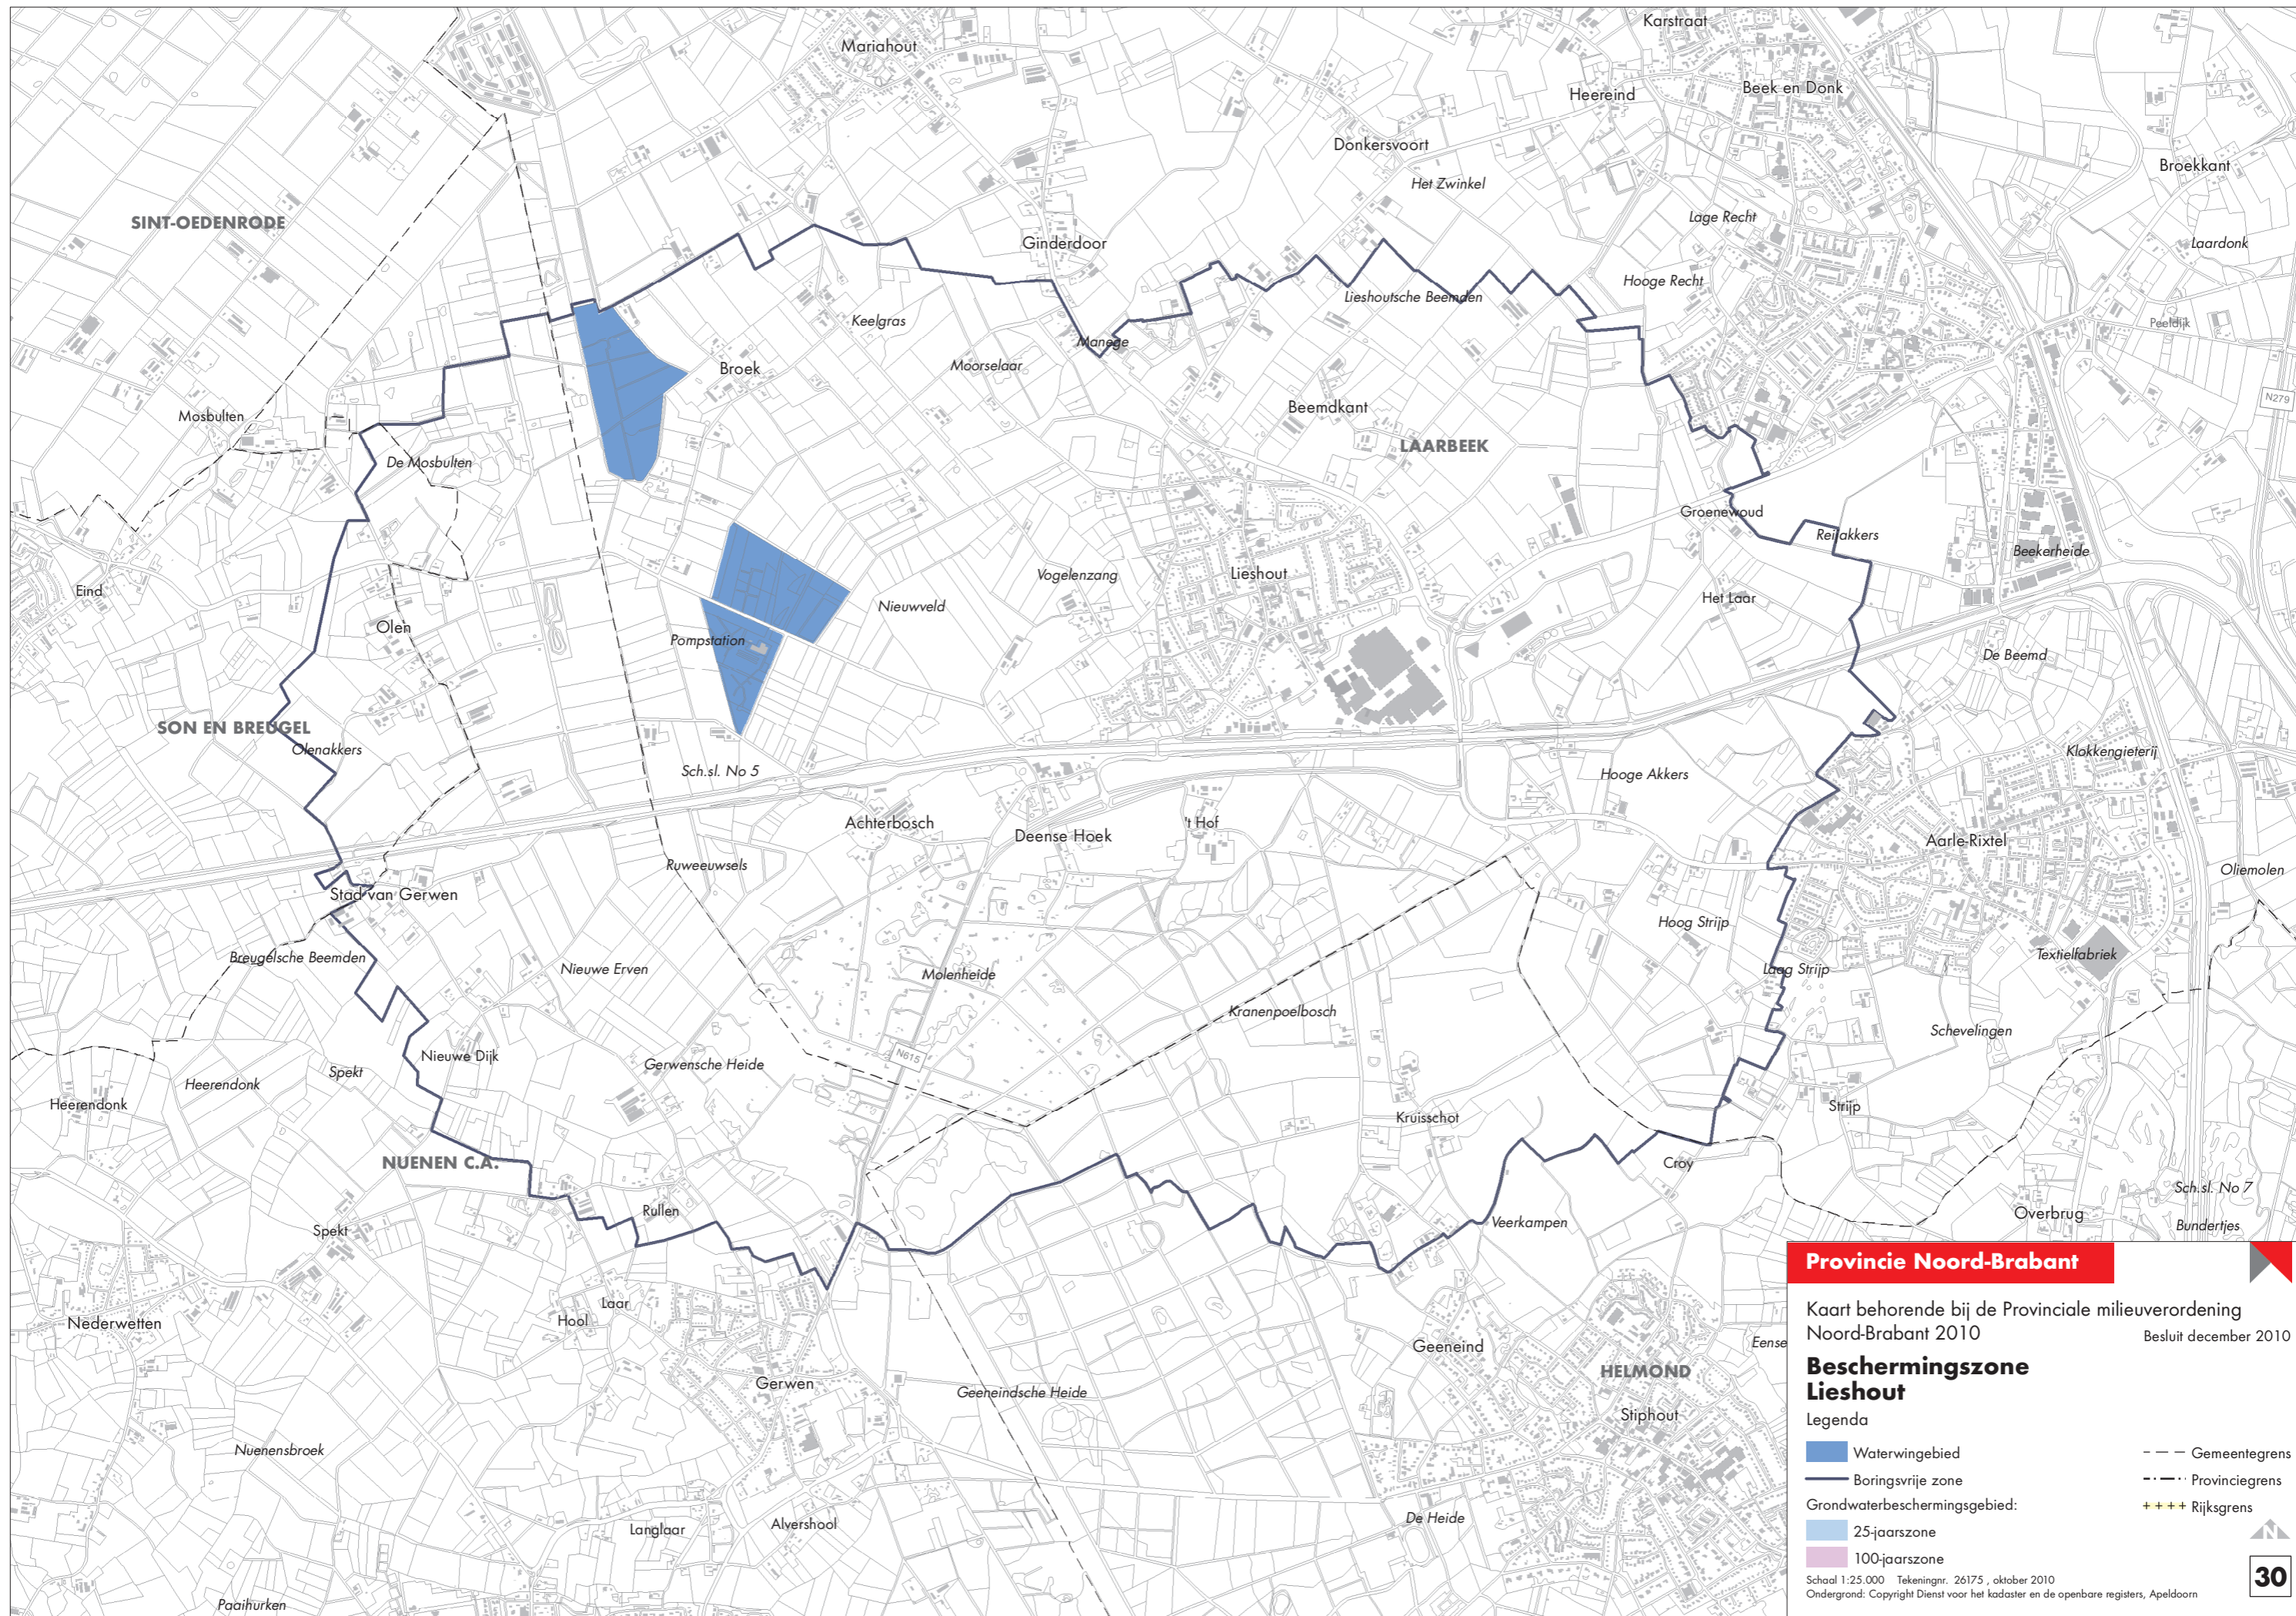 Karstraat
Mariahout
Beek en Donk
Heereind
Donkersvoort
Broekkant
Het Zwinkel
Lage Recht
SINT-OEDENRODE
Ginderdoor
Laardonk
Hooge Recht
Lieshoutsche Beemden
Keelgras
Peeldijk
Manege
Moorselaar
Broek
N279
Beemdkant
Mosbulten
LAARBEEK
De Mosbulten
Groenewoud
Reijakkers
Beekerheide
Lieshout
Vogelenzang
Eind
Het Laar
Nieuwveld
Olen
Pompstation
De Beemd
SON EN BREUGEL
Olenakkers
Klokkengieterij
Sch.sl. No 5
Hooge Akkers
Achterbosch
't Hof
Deense Hoek
Aarle-Rixtel
Ruweeuwsels
Oliemolen
Stad van Gerwen
Hoog Strijp
Breugelsche Beemden
Textielfabriek
Nieuwe Erven
Laag Strijp
Molenheide
Kranenpoelbosch
Schevelingen
Nieuwe Dijk
N615
Gerwensche Heide
Spekt
Heerendonk
Heerendonk
Strijp
Kruisschot
NUENEN C.A.
Croy
Sch.sl. No 7
Rullen
Overbrug
Veerkampen
Bundertjes
Spekt
Laar
Hool
Nederwetten
Geeneind
Eense
HELMOND
Gerwen
Geeneindsche Heide
Stiphout
Nuenensbroek
De Heide
Alvershool
Langlaar
Paaihurken
Provincie Noord-Brabant
Kaart behorende bij de Provinciale milieuverordening
Noord-Brabant 2010 Besluit december 2010
Beschermingszone
Lieshout
Legenda
Waterwingebied
Gemeentegrens
Boringsvrije zone
Provinciegrens
Grondwaterbeschermingsgebied:
Rijksgrens
25-jaarszone
N
100-jaarszone
Schaal 1:25.000 Tekeningnr. 26175 , oktober 2010
Ondergrond: Copyright Dienst voor het kadaster en de openbare registers, Apeldoorn
30